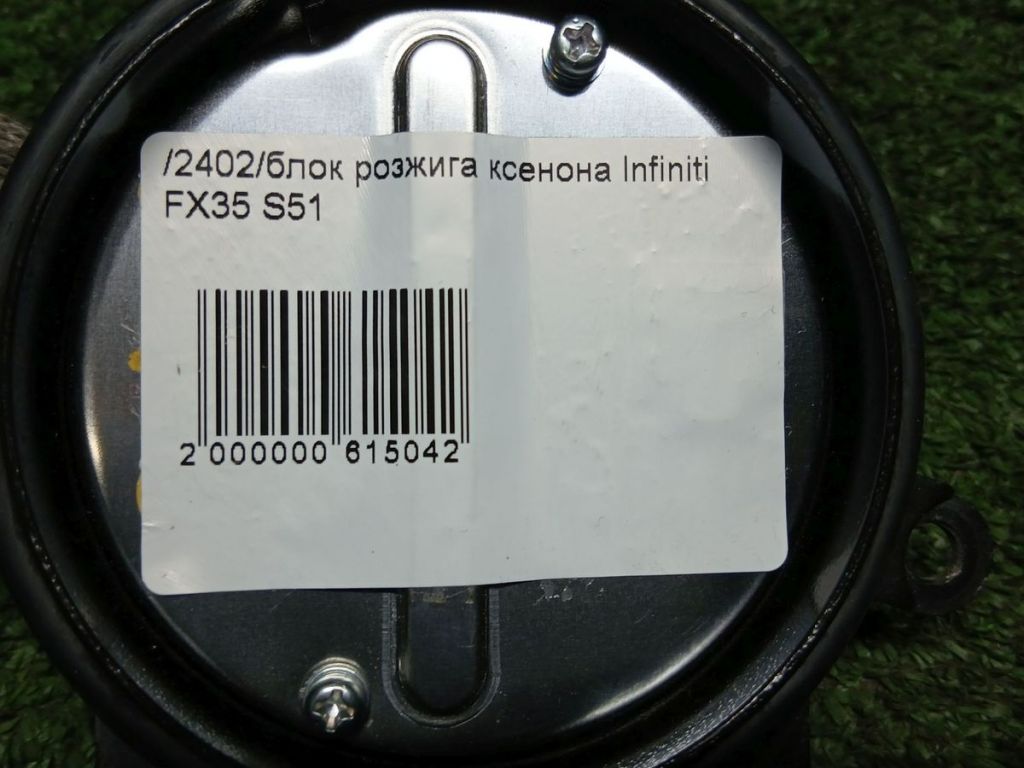 /2402/блок розжига ксенона Infiniti
FX35 S51
2 000000 615042